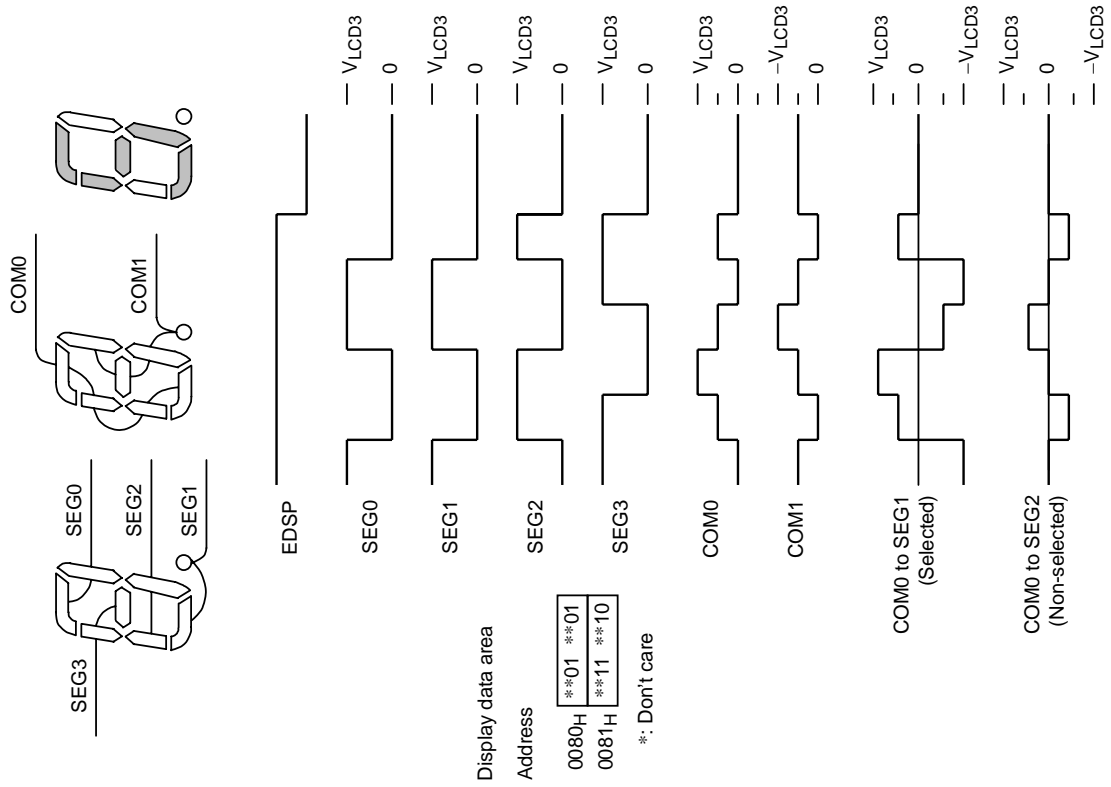 SEG3
SEG0
SEG2
SEG1
COM0
COM1
Display data area
Address
0080H
**01 **01
0081H
**11 **10
*: Don't care
EDSP
SEG0
VLCD3
0
SEG1
VLCD3
0
SEG2
VLCD3
0
SEG3
VLCD3
0
COM0
VLCD3
0
COM1
−VLCD3
0
COM0 to SEG1
(Selected)
VLCD3
0
−VLCD3
COM0 to SEG2
(Non-selected)
VLCD3
0
−VLCD3